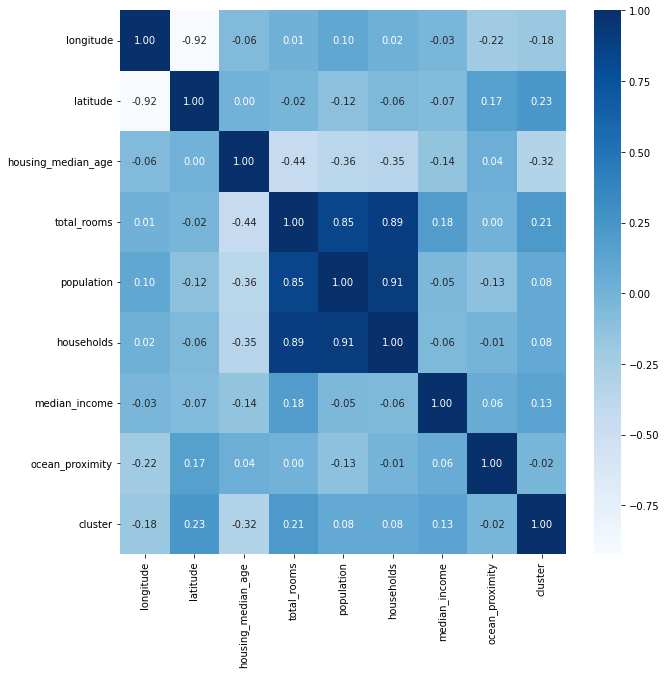 longitude 1.00 -0.92 -0.06 0.01 0.10 0.02 -0.03 -0.22 -0.18
latitude -0.92 1.00 0.00 -0.02 -0.12 -0.06 -0.07 0.17 0.23
housing_median_age -0.06 0.00 1.00 -0.44 -0.36 -0.35 -0.14 0.04 -0.32
total_rooms 0.01 -0.02 -0.44 1.00 0.85 0.89 0.18 0.00 0.21
population 0.10 -0.12 -0.36 0.85 1.00 0.91 -0.05 -0.13 0.08
households 0.02 -0.06 -0.35 0.89 0.91 1.00 -0.06 -0.01 0.08
median_income -0.03 -0.07 -0.14 0.18 -0.05 -0.06 1.00 0.06 0.13
ocean_proximity -0.22 0.17 0.04 0.00 -0.13 -0.01 0.06 1.00 -0.02
cluster -0.18 0.23 -0.32 0.21 0.08 0.08 0.13 -0.02 1.00
longitude
latitude
housing_median_age
total_rooms
population
households
median_income
ocean_proximity
cluster
1.00
0.75
0.50
0.25
0.00
−0.25
−0.50
−0.75